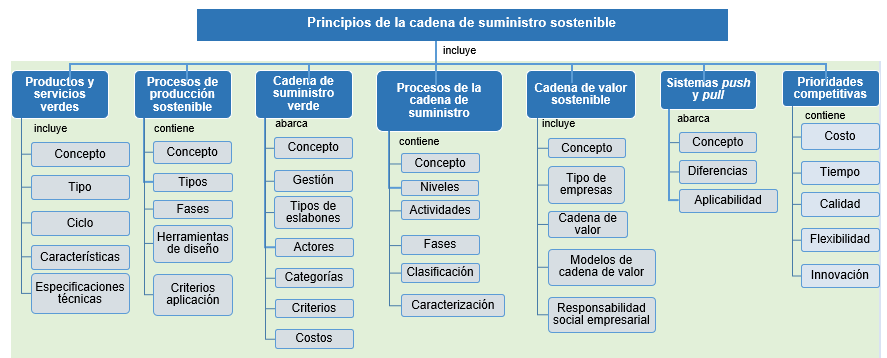 Principios de la cadena de suministro sostenible
incluye
Productos y
servicios
verdes
incluye
Concepto
Tipo
Ciclo
Características
Especificaciones
técnicas
Procesos de
producción
sostenible
contiene
Concepto
Tipos
Fases
Herramientas
de diseño
Criterios
aplicación
Cadena de
suministro
verde
abarca
Concepto
Gestión
Tipos de
eslabones
Actores
Categorías
Criterios
Costos
Procesos de la
cadena de
suministro
contiene
Concepto
Niveles
Actividades
Fases
Clasificación
Caracterización
Cadena de valor
sostenible
incluye
Concepto
Tipo de
empresas
Cadena de
valor
Modelos de
cadena de valor
Responsabilidad
social empresarial
Sistemas push
y pull
abarca
Concepto
Diferencias
Aplicabilidad
Prioridades
competitivas
contiene
Costo
Tiempo
Calidad
Flexibilidad
Innovación